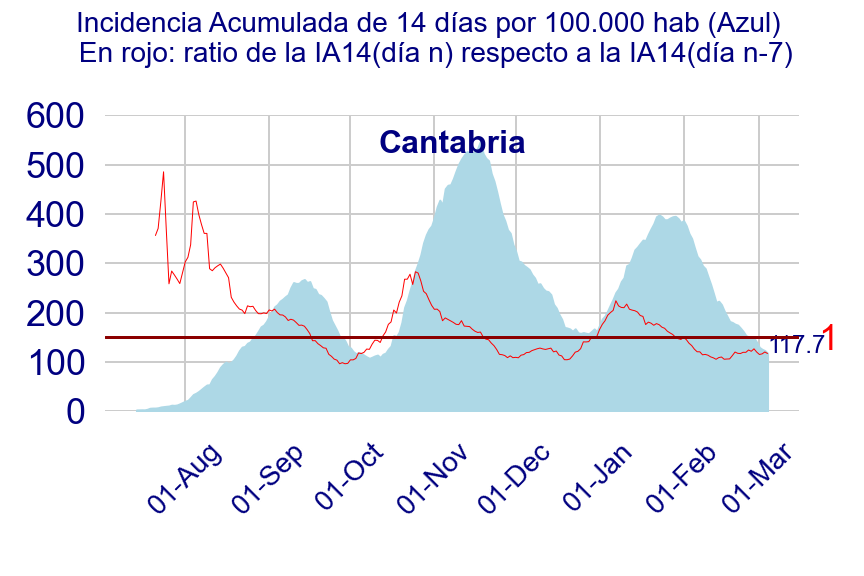 Incidencia Acumulada de 14 días por 100.000 hab (Azul)
En rojo: ratio de la IA14(día n) respecto a la IA14(día n-7)
Cantabria
600
500
400
300
200
100
0
117.7
1
01-Aug
01-Sep
01-Oct
01-Nov
01-Dec
01-Jan
01-Feb
01-Mar